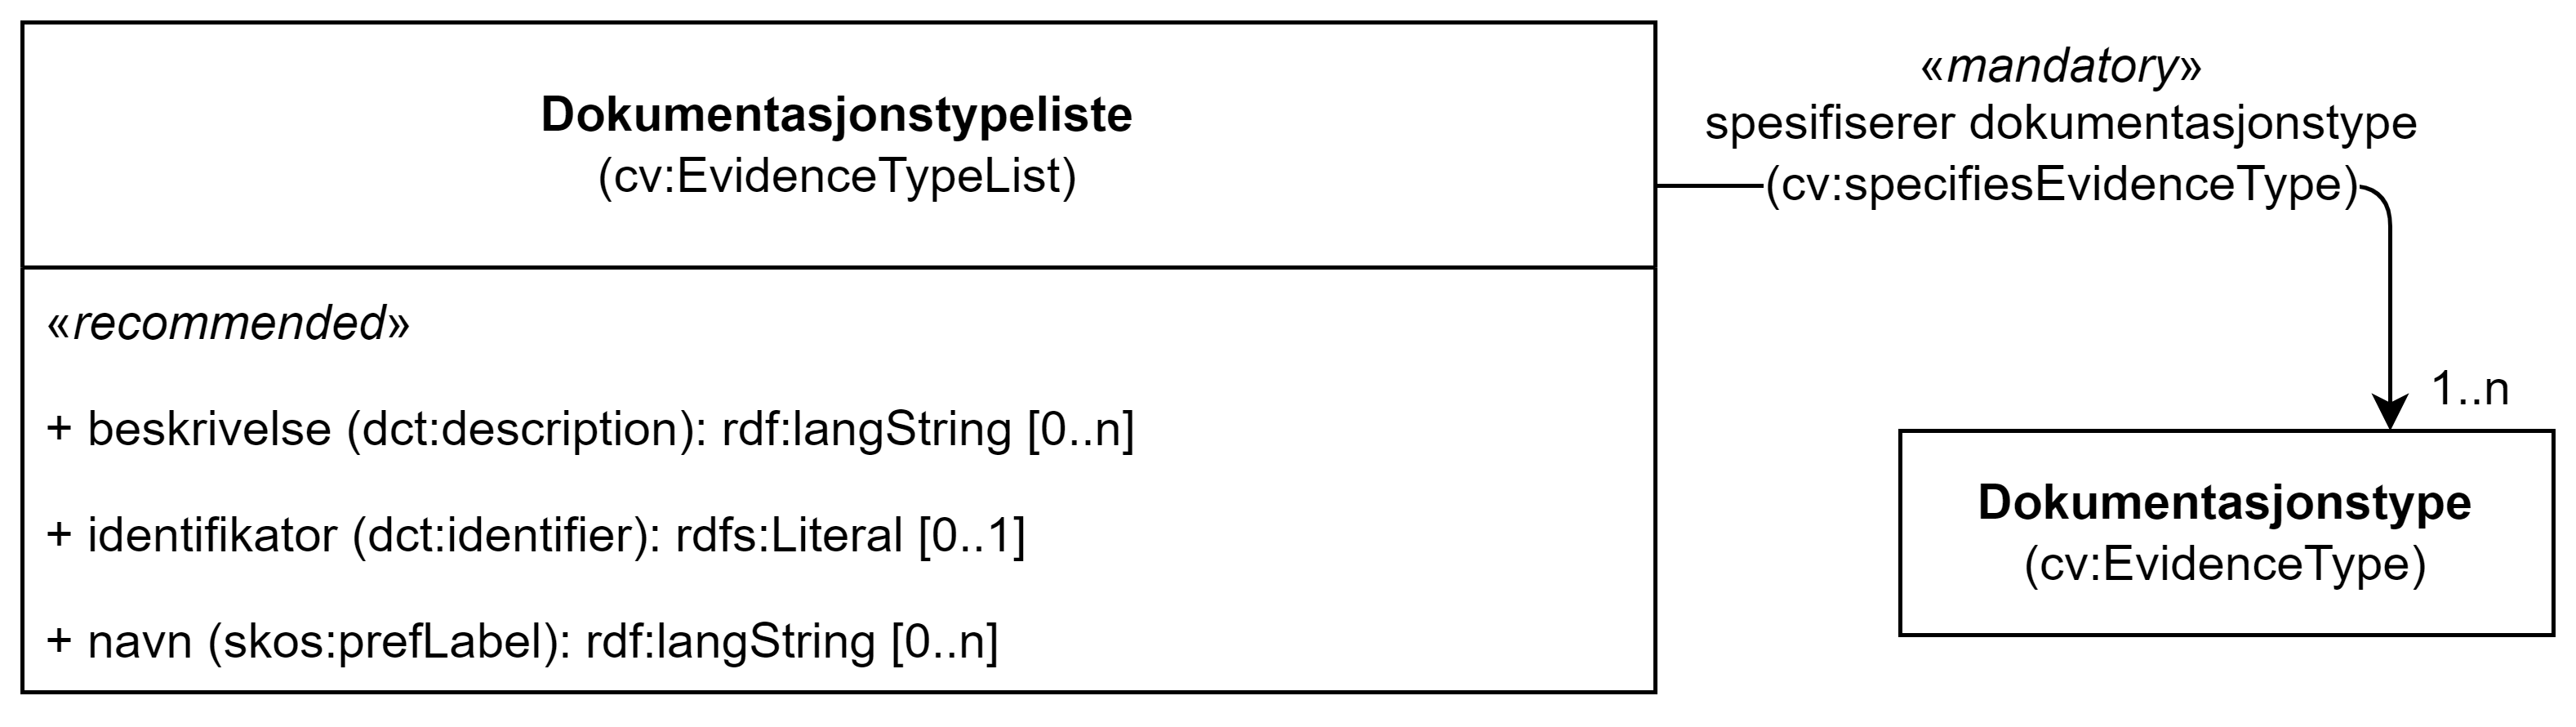 Dokumentasjonstypeliste
(cv:EvidenceTypeList)
«recommended»
+ beskrivelse (dct:description): rdf:langString [0..n]
+ identifikator (dct:identifier): rdfs:Literal [0..1]
+ navn (skos:prefLabel): rdf:langString [0..n]
«mandatory»
spesifiserer dokumentasjonstype
(cv:specifiesEvidenceType)
1..n
Dokumentasjonstype
(cv:EvidenceType)